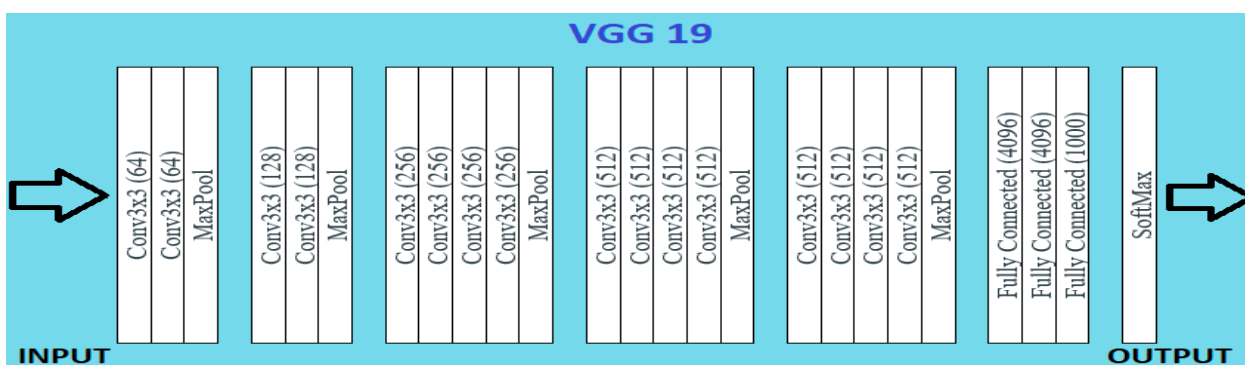 VGG 19
Conv3x3 (64)
Conv3x3 (64)
MaxPool
Conv3x3 (128)
Conv3x3 (128)
MaxPool
Conv3x3 (256)
Conv3x3 (256)
Conv3x3 (256)
Conv3x3 (256)
MaxPool
Conv3x3 (512)
Conv3x3 (512)
Conv3x3 (512)
Conv3x3 (512)
MaxPool
Conv3x3 (512)
Conv3x3 (512)
Conv3x3 (512)
Conv3x3 (512)
MaxPool
Fully Connected (4096)
Fully Connected (4096)
Fully Connected (1000)
SoftMax
INPUT
OUTPUT